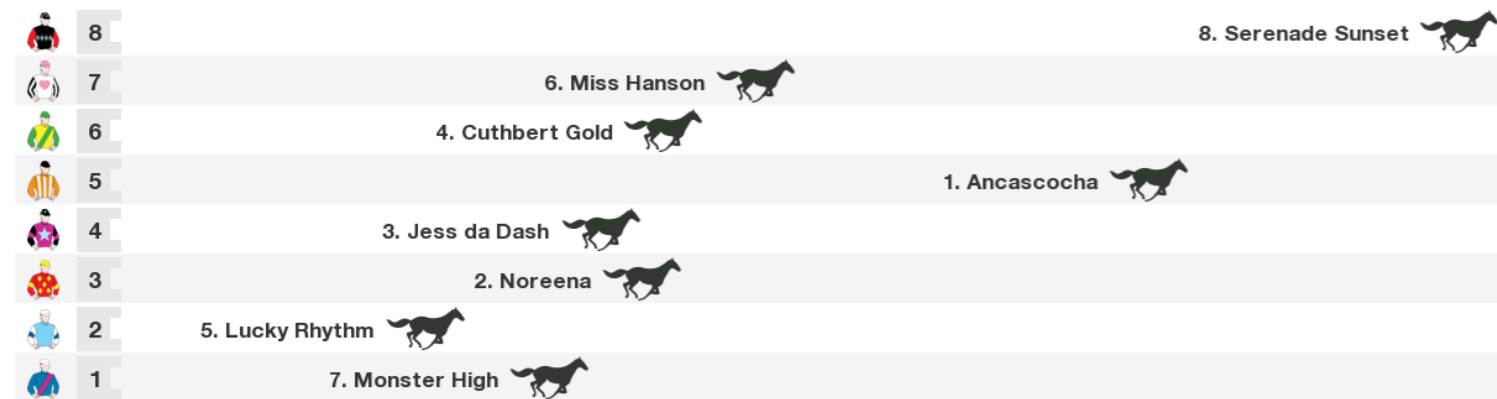 8 8. Serenade Sunset
7 6. Miss Hanson
6 4. Cuthbert Gold
5 1. Ancascocha
4 3. Jess da Dash
3 2. Noreena
2 5. Lucky Rhythm
1 7. Monster High